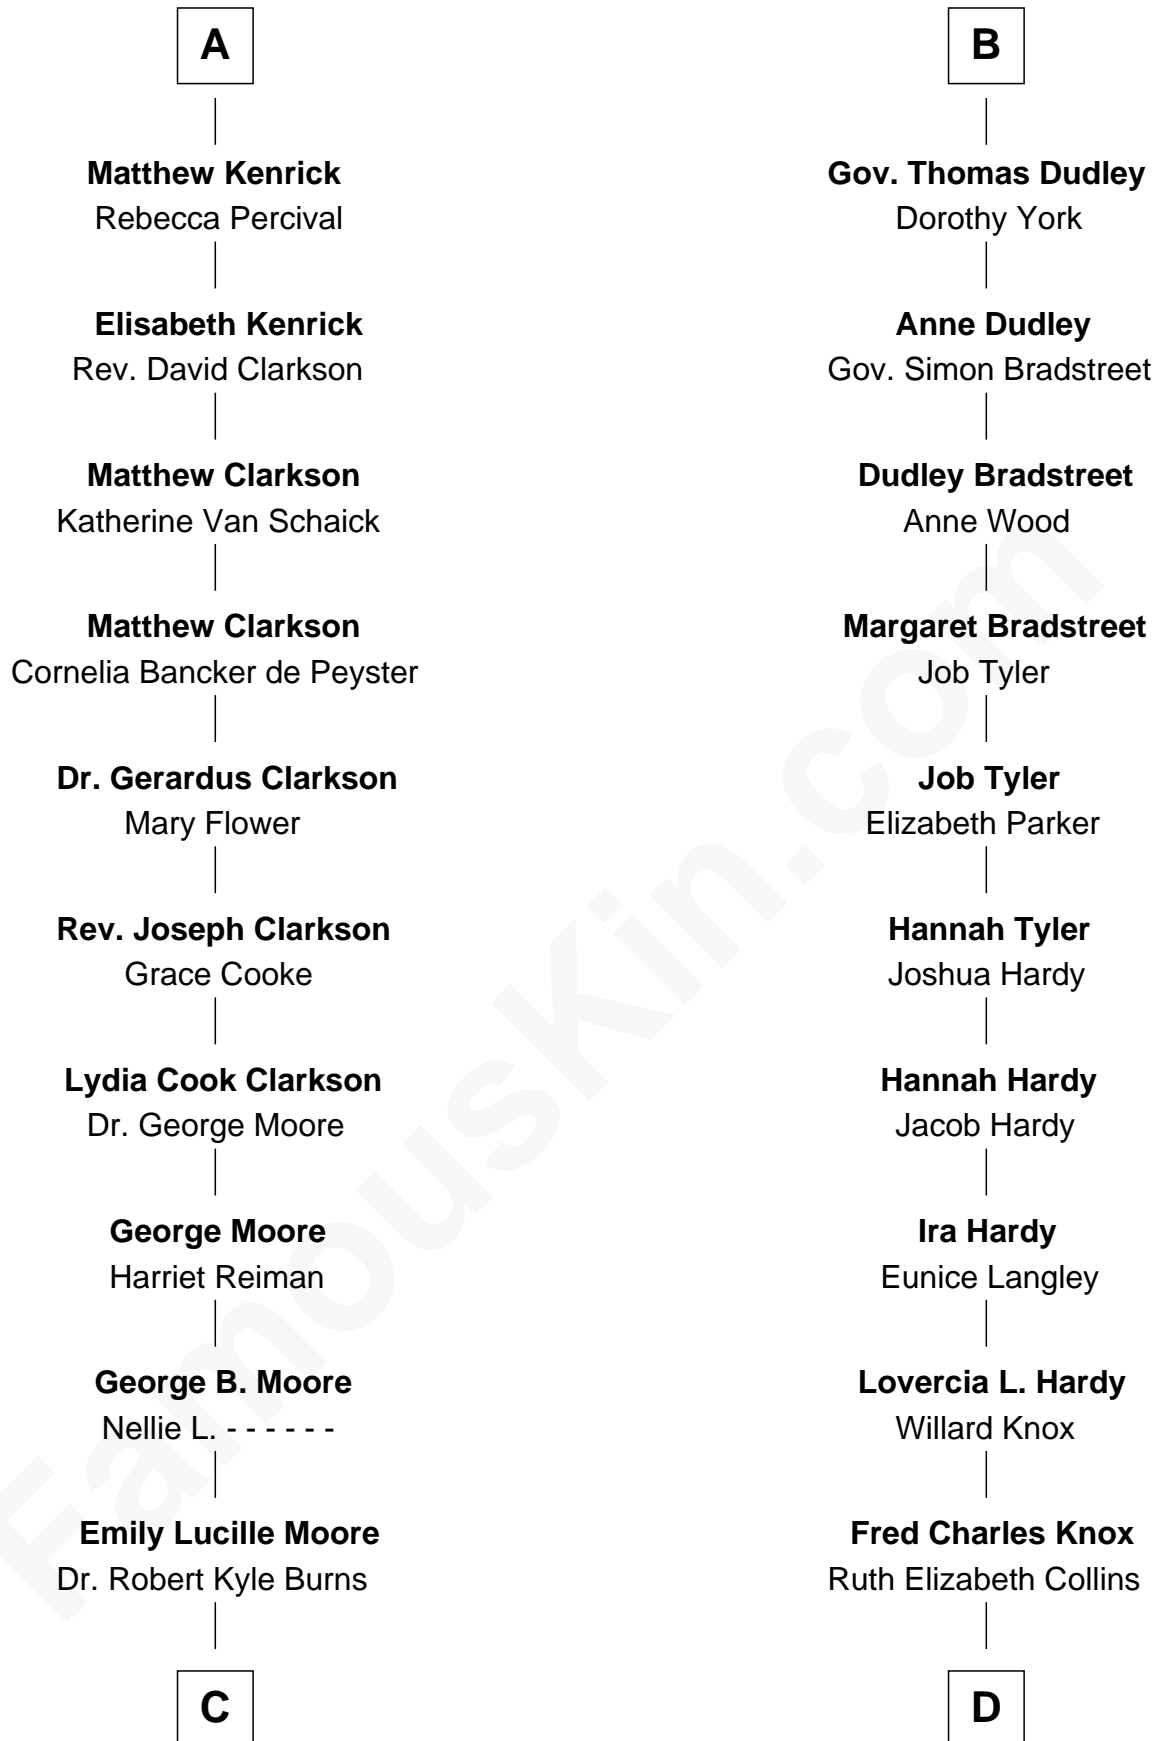 A
Matthew Kenrick
Rebecca Percival
Elisabeth Kenrick
Rev. David Clarkson
Matthew Clarkson
Katherine Van Schaick
Matthew Clarkson
Cornelia Bancker de Peyster
Dr. Gerardus Clarkson
Mary Flower
Rev. Joseph Clarkson
Grace Cooke
Lydia Cook Clarkson
Dr. George Moore
George Moore
Harriet Reiman
George B. Moore
Nellie L. - - - - - -
Emily Lucille Moore
Dr. Robert Kyle Burns
C
B
Gov. Thomas Dudley
Dorothy York
Anne Dudley
Gov. Simon Bradstreet
Dudley Bradstreet
Anne Wood
Margaret Bradstreet
Job Tyler
Job Tyler
Elizabeth Parker
Hannah Tyler
Joshua Hardy
Hannah Hardy
Jacob Hardy
Ira Hardy
Eunice Langley
Lovercia L. Hardy
Willard Knox
Fred Charles Knox
Ruth Elizabeth Collins
D
FamousKin.com